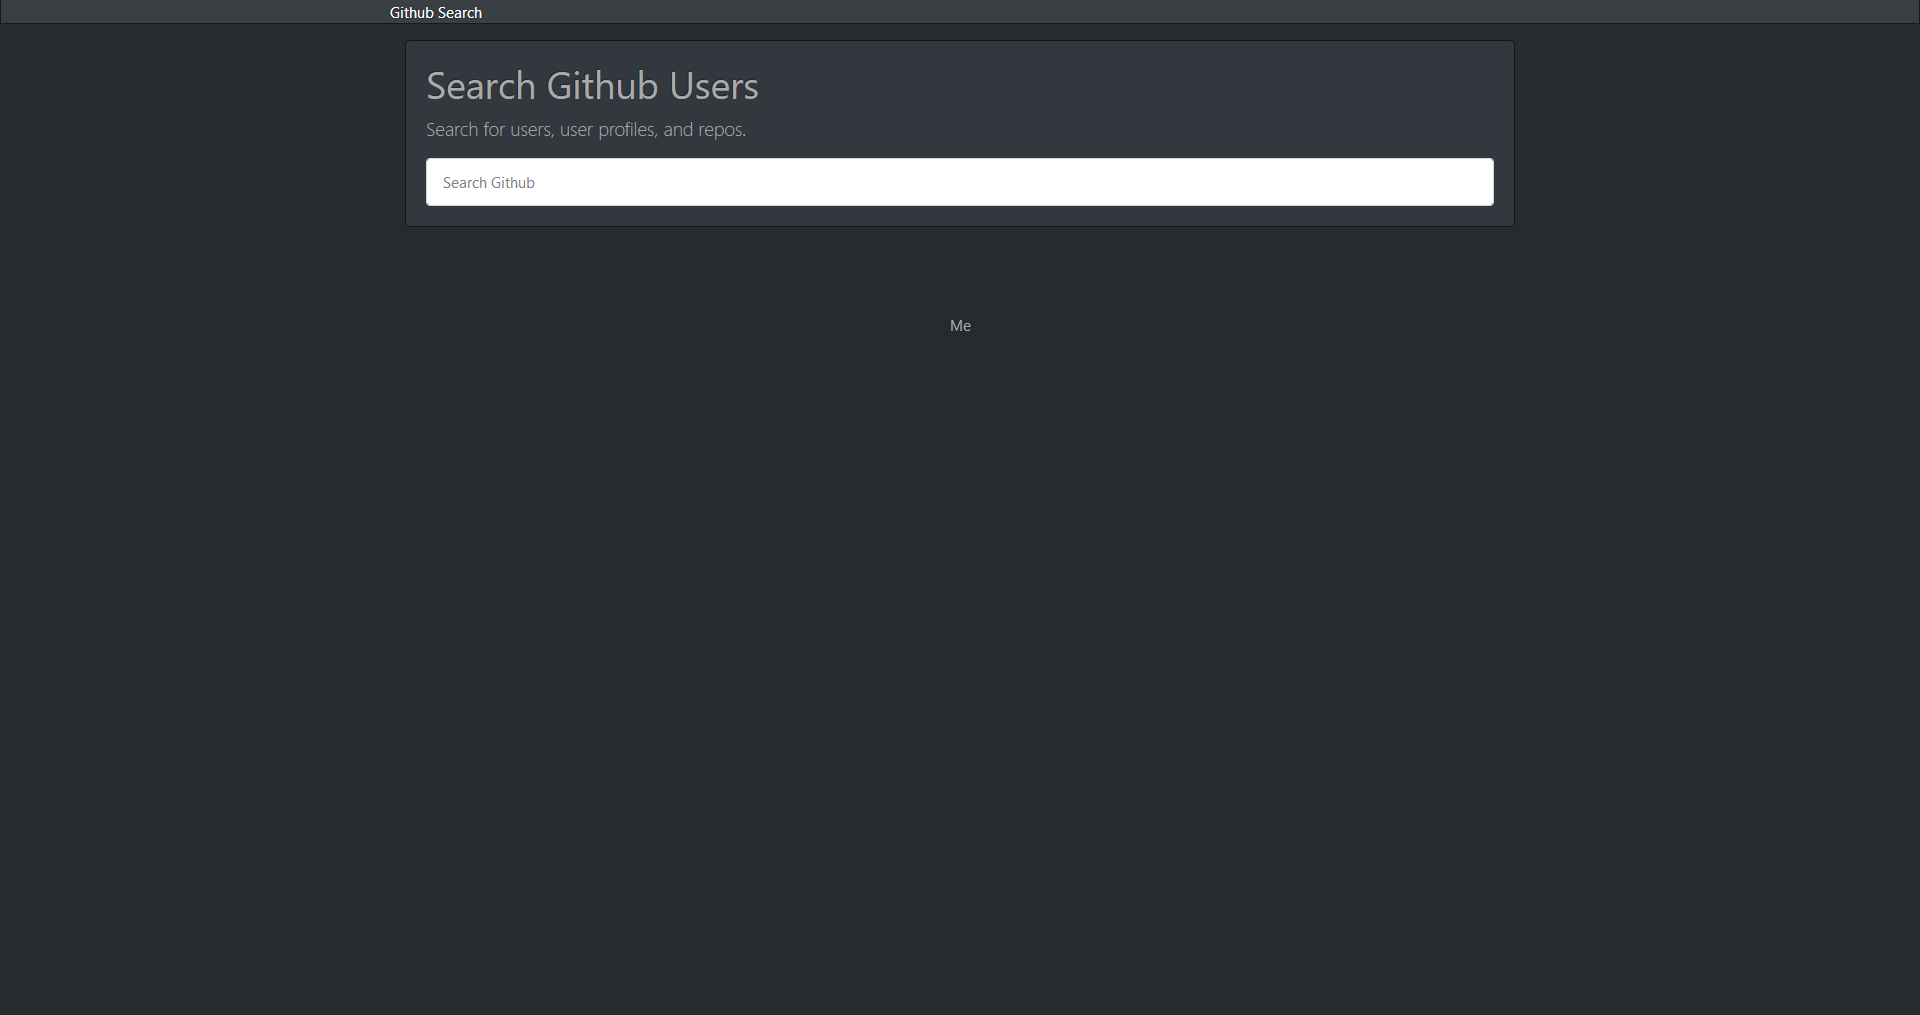 Github Search
Search Github Users
Search for users, user profiles, and repos.
Search Github
Me